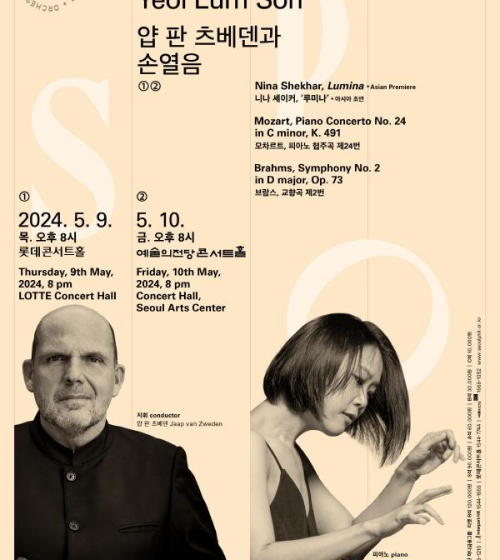 ORCHES
Yeol Eum Son
얍 판 츠베덴과
손열음
①②
Nina Shekhar, Lumina • Asian Premiere
니나 셰이커, '루미나' • 아시아 초연
Mozart, Piano Concerto No. 24
in C minor, K. 491
모차르트, 피아노 협주곡 제24번
Brahms, Symphony No. 2
in D major, Op. 73
브람스, 교향곡 제2번
①
2024. 5. 9.
목. 오후 8시
롯데콘서트홀
Thursday, 9th May,
2024, 8 pm
LOTTE Concert Hall
②
5. 10.
금. 오후 8시
예술의전당 콘서트홀
Friday, 10th May,
2024, 8 pm
Concert Hall,
Seoul Arts Center
S
P
O
지휘 conductor
얍 판 츠베덴 Jaap van Zweden
피아노 piano
www.seoulphil.or.kr